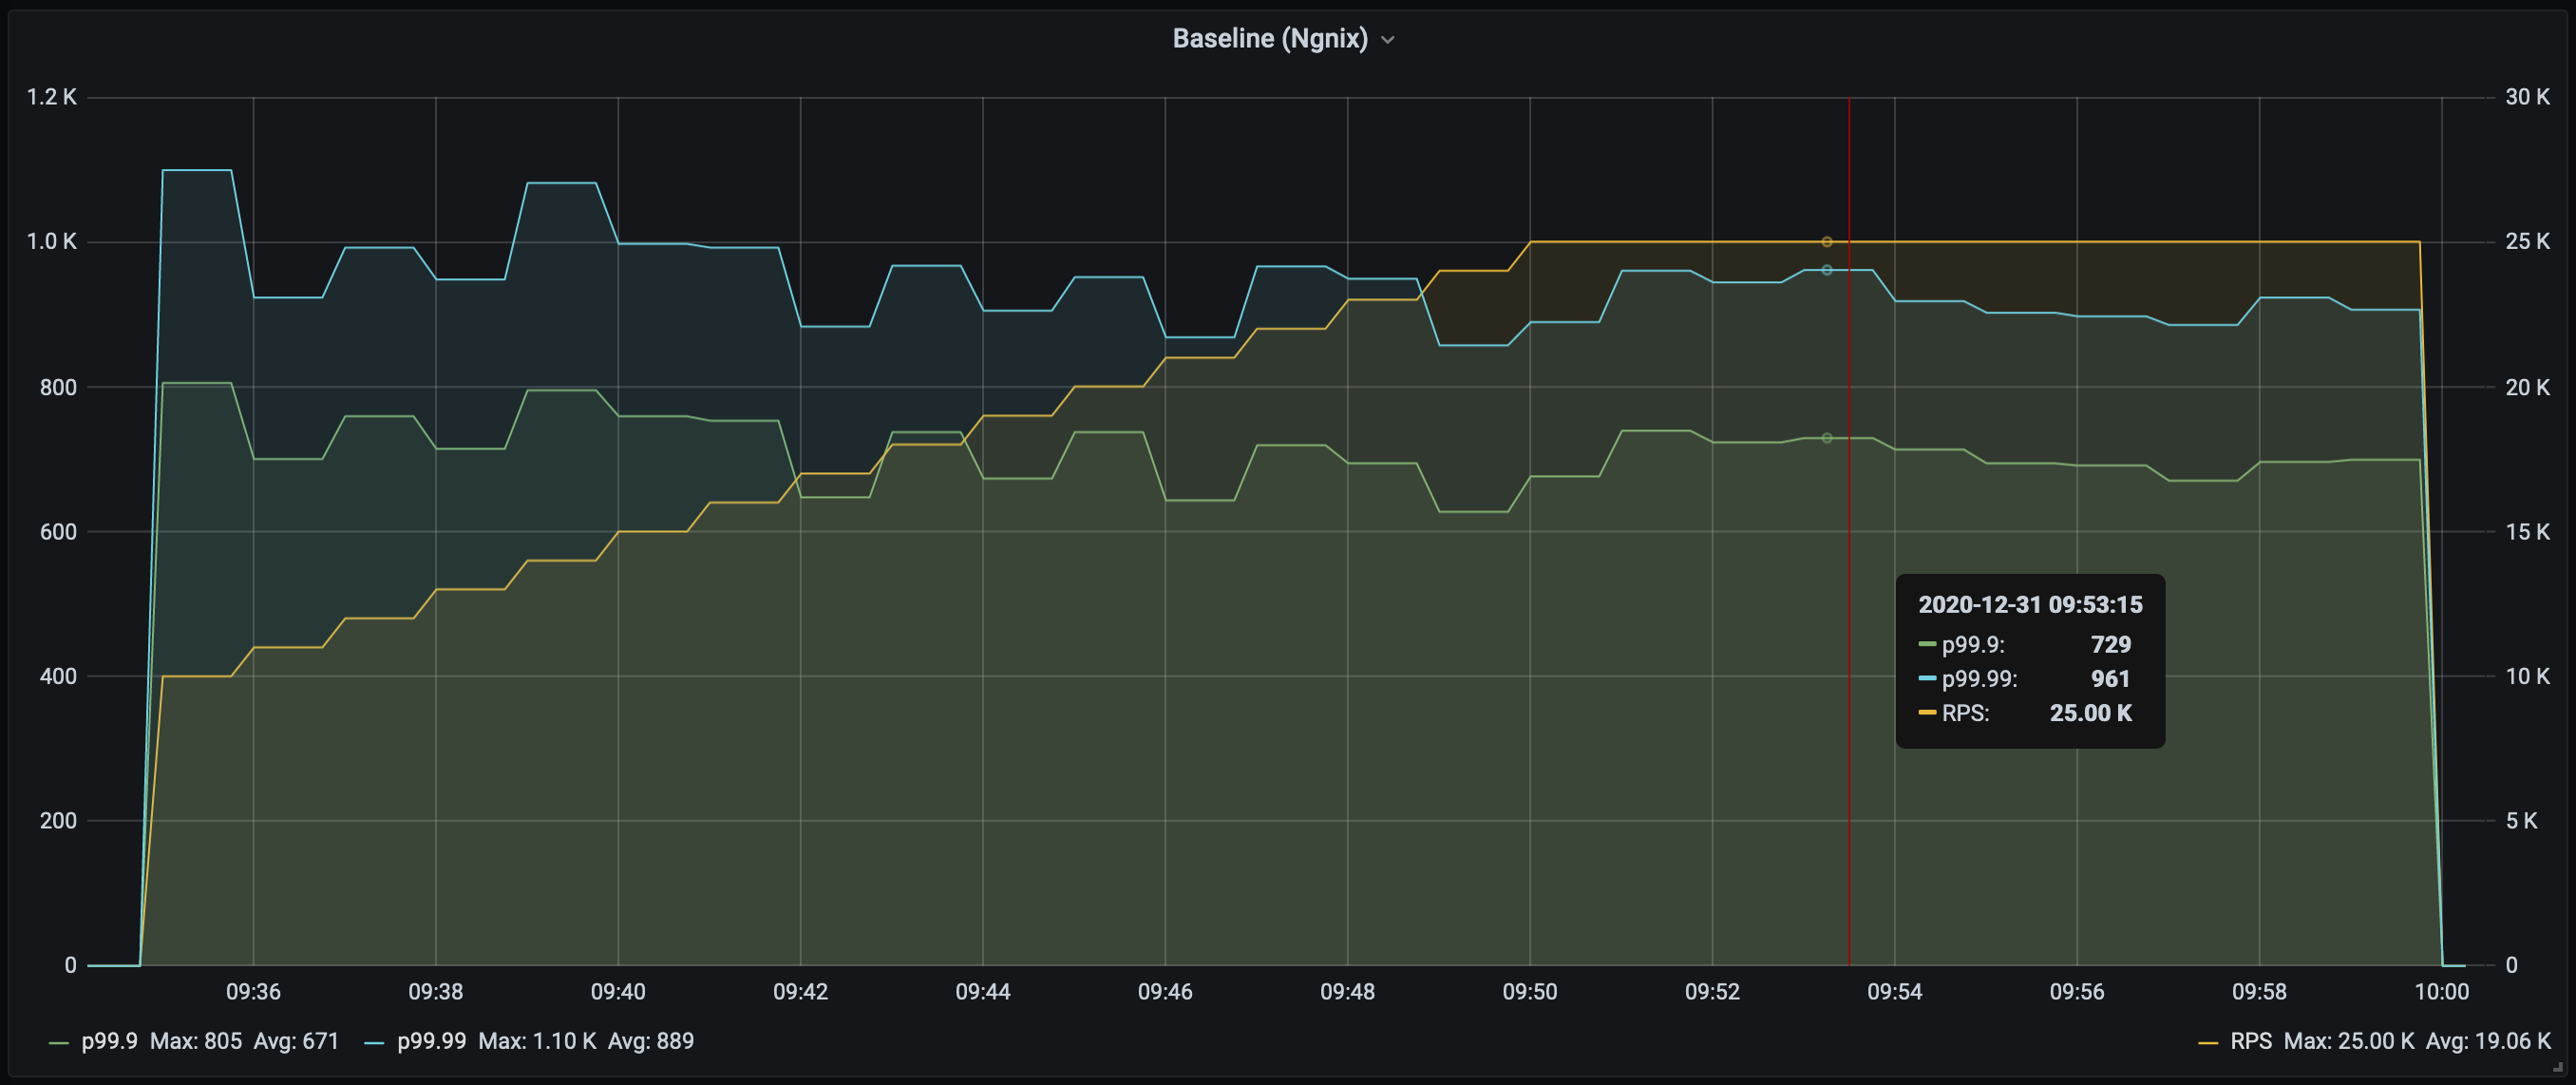 Baseline (Ngnix)
1.2 K
1.0 K
800
600
400
200
0
30 K
25 K
20 K
15 K
10 K
5 K
0
2020-12-31 09:53:15
p99.9: 729
p99.99: 961
RPS: 25.00 K
09:36 09:38 09:40 09:42 09:44 09:46 09:48 09:50 09:52 09:54 09:56 09:58 10:00
p99.9 Max: 805 Avg: 671 p99.99 Max: 1.10 K Avg: 889 RPS Max: 25.00 K Avg: 19.06 K